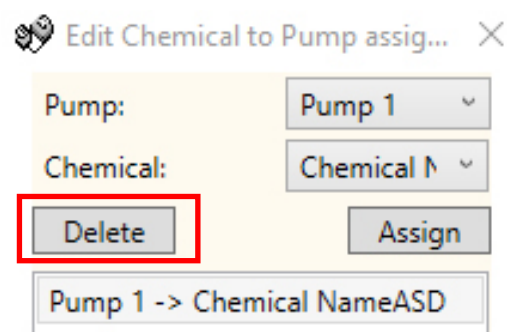 Edit Chemical to Pump assig...
Pump: Pump 1
Chemical: Chemical N
Delete Assign
Pump 1 -> Chemical NameASD